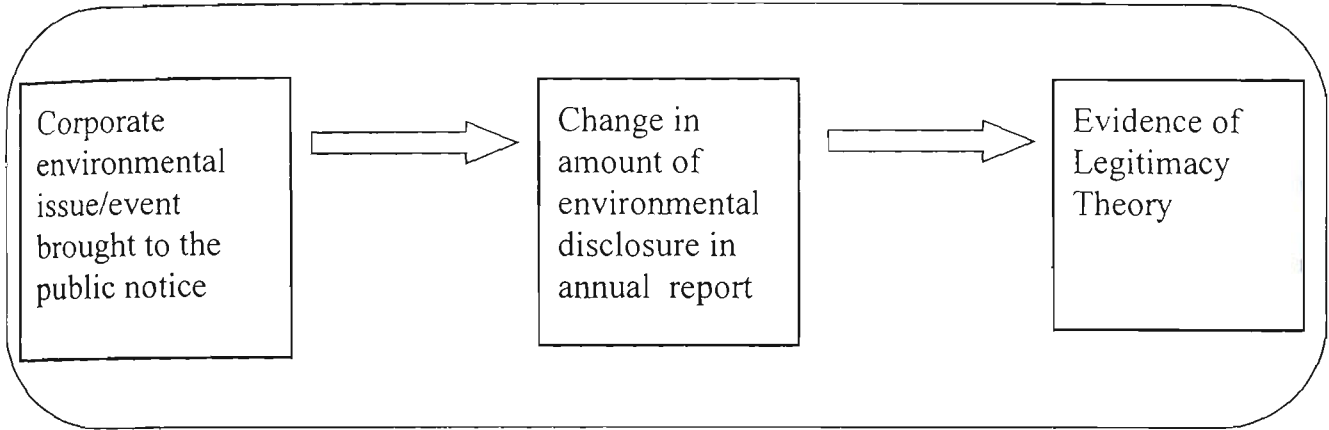 Corporate
environmental
issue/event
brought to the
public notice
Change in
amount of
environmental
disclosure in
annual report
Evidence of
Legitimacy
Theory